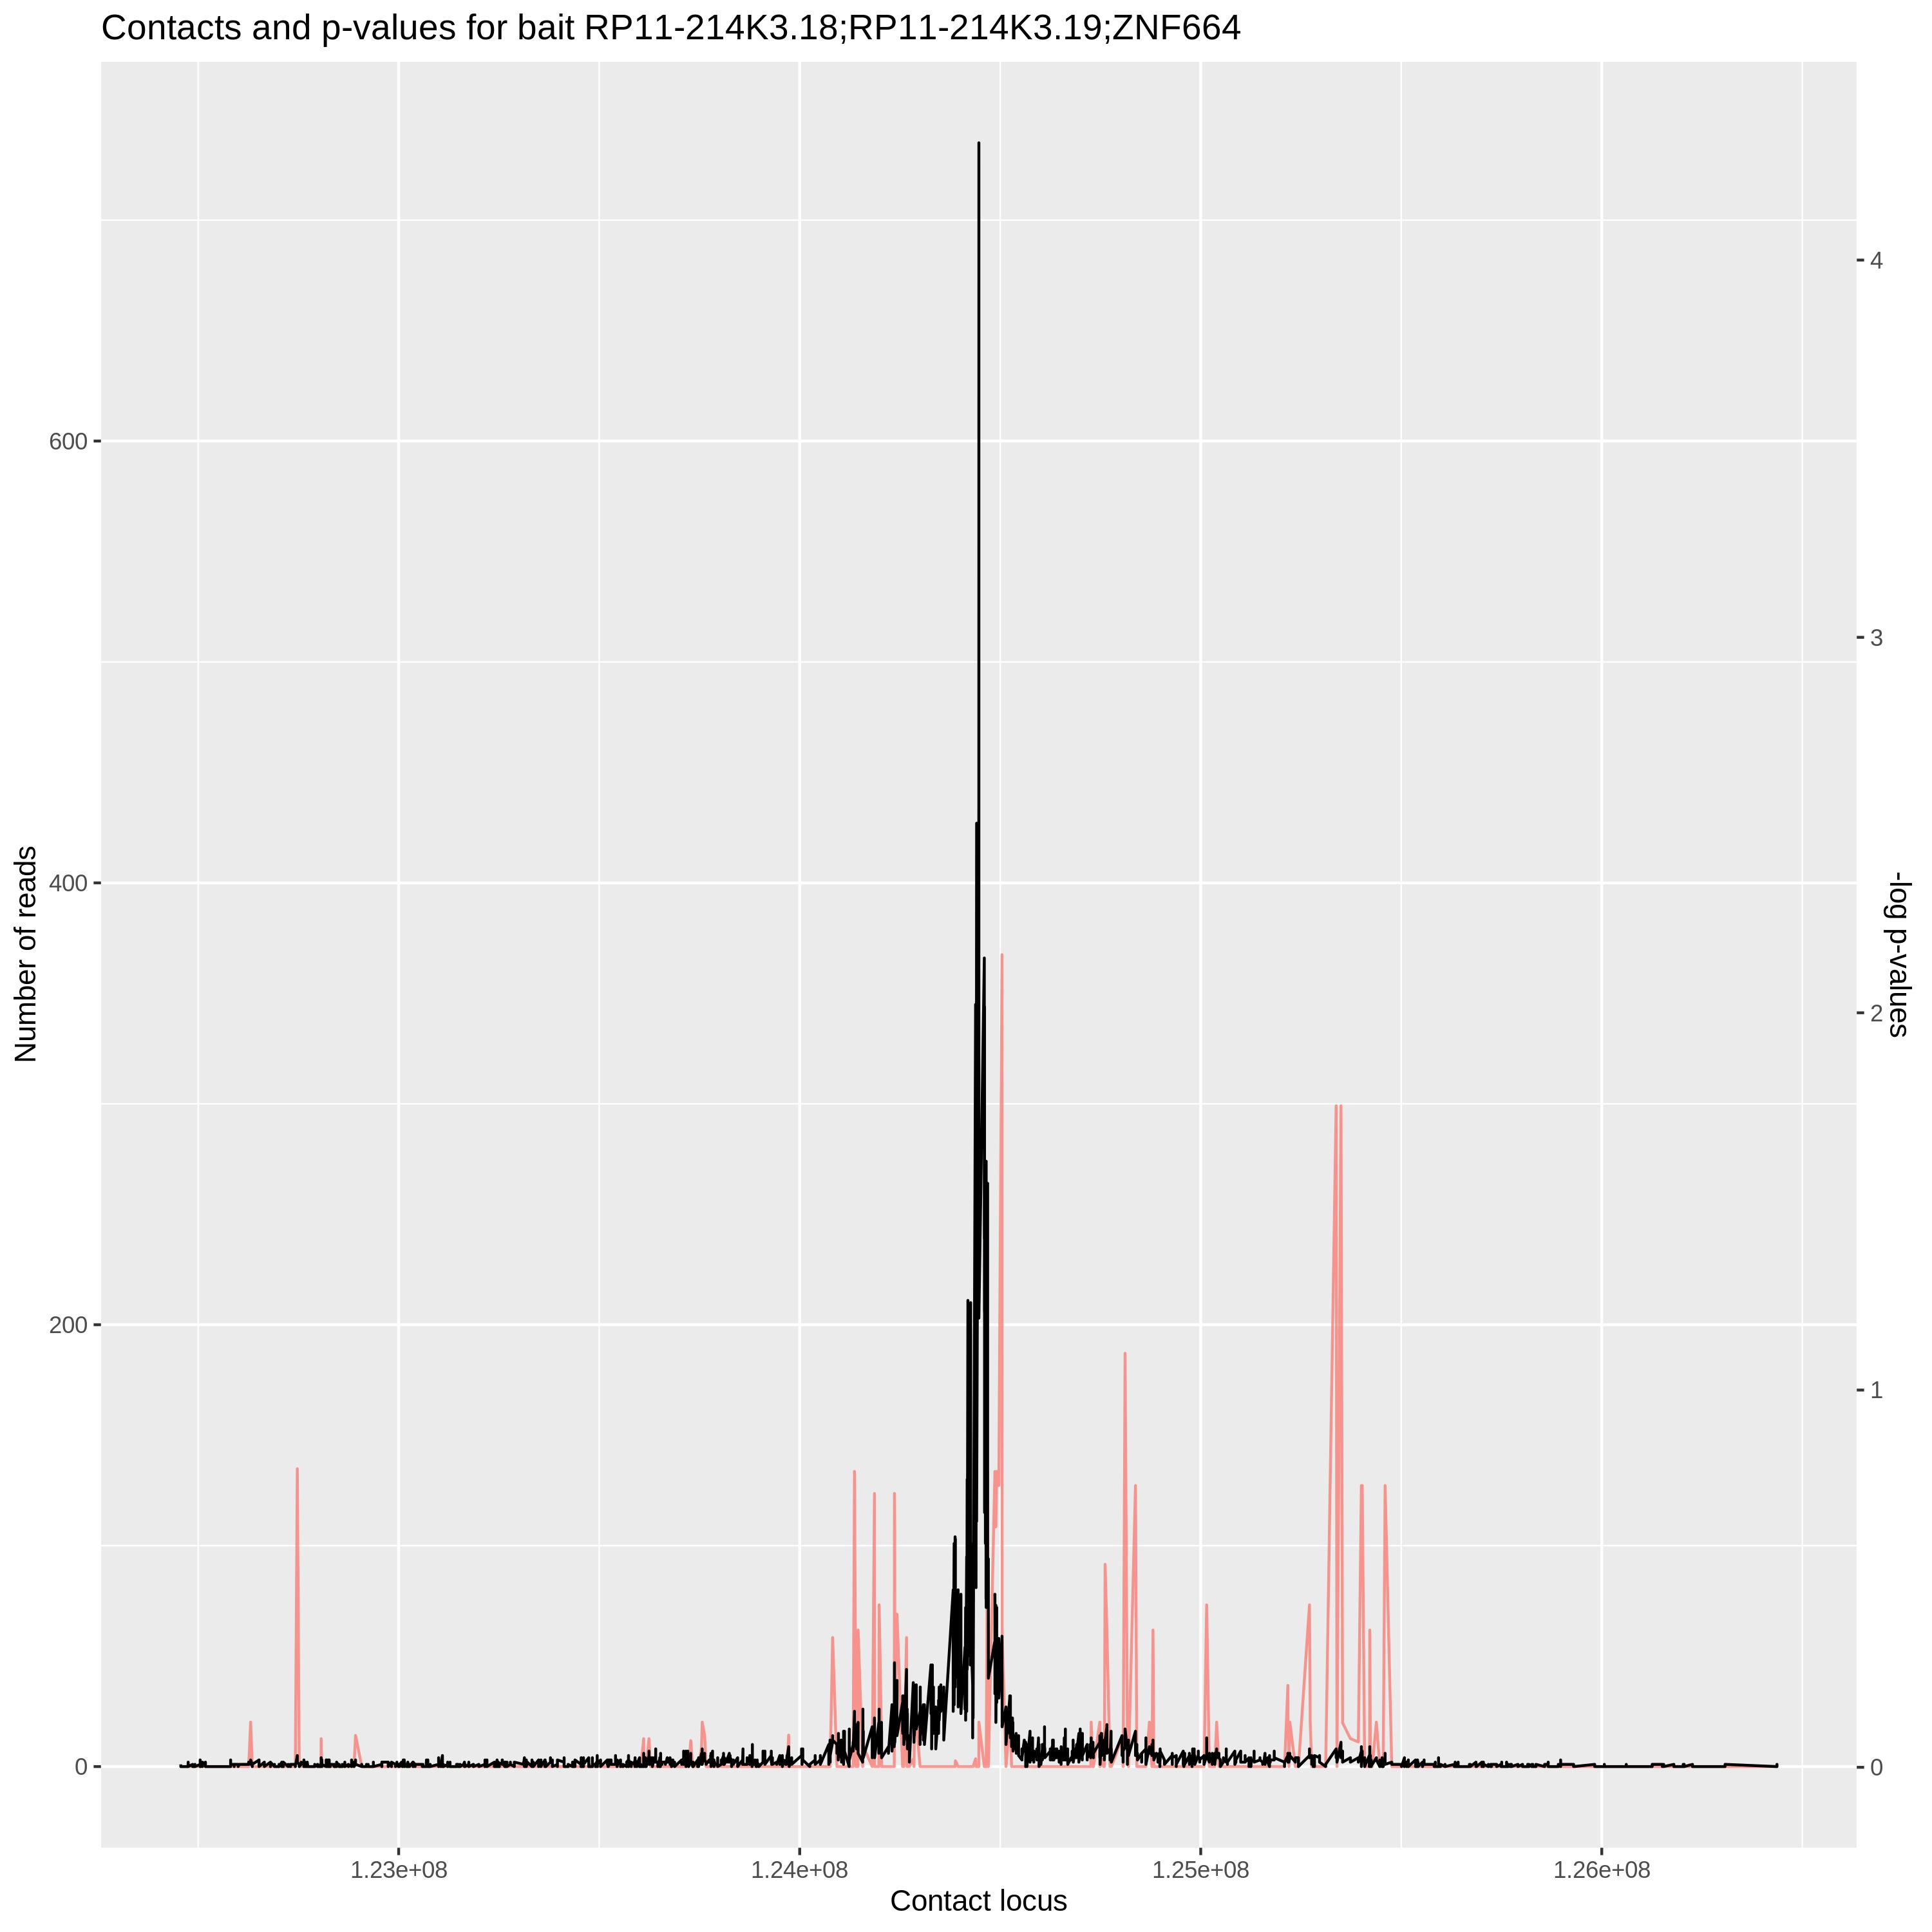 Contacts and p-values for bait RP11-214K3.18;RP11-214K3.19;ZNF664
Number of reads
600
400
200
0
4
3
2
1
0
-log p-values
1.23e+08
1.24e+08
1.25e+08
1.26e+08
Contact locus